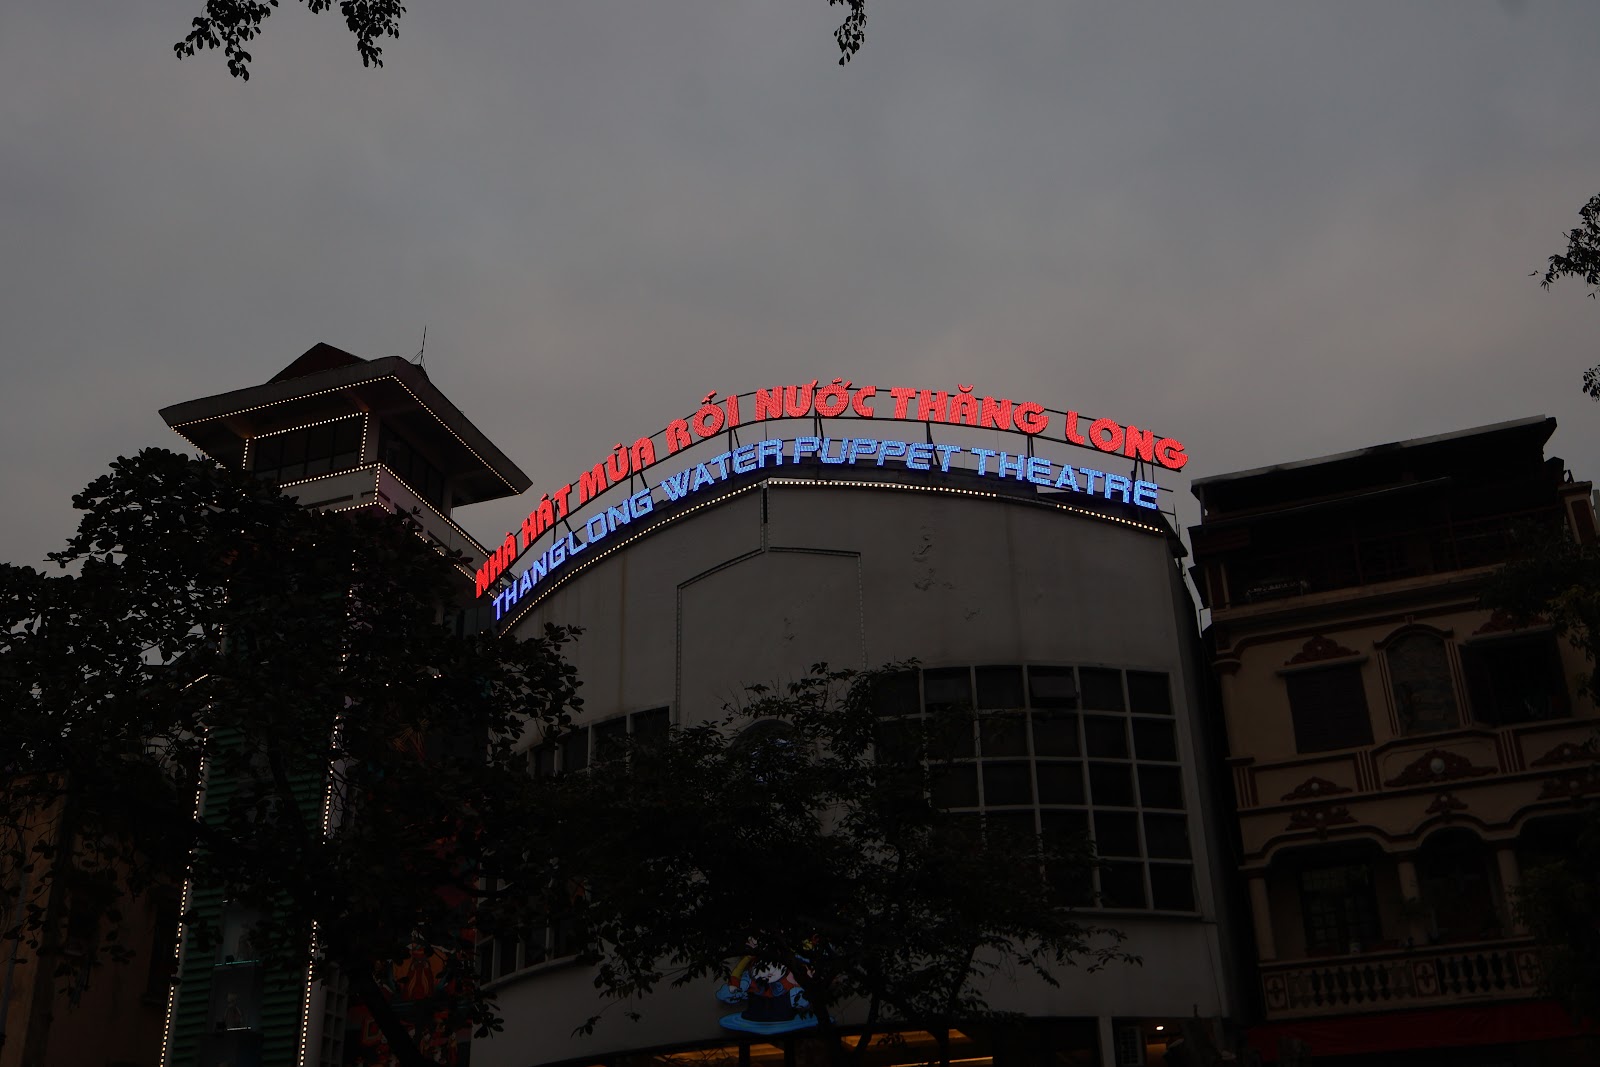 NHÀ HÁT MÚA RỐI NƯỚC THĂNG LONG
THANGLONG WATER PUPPET THEATRE